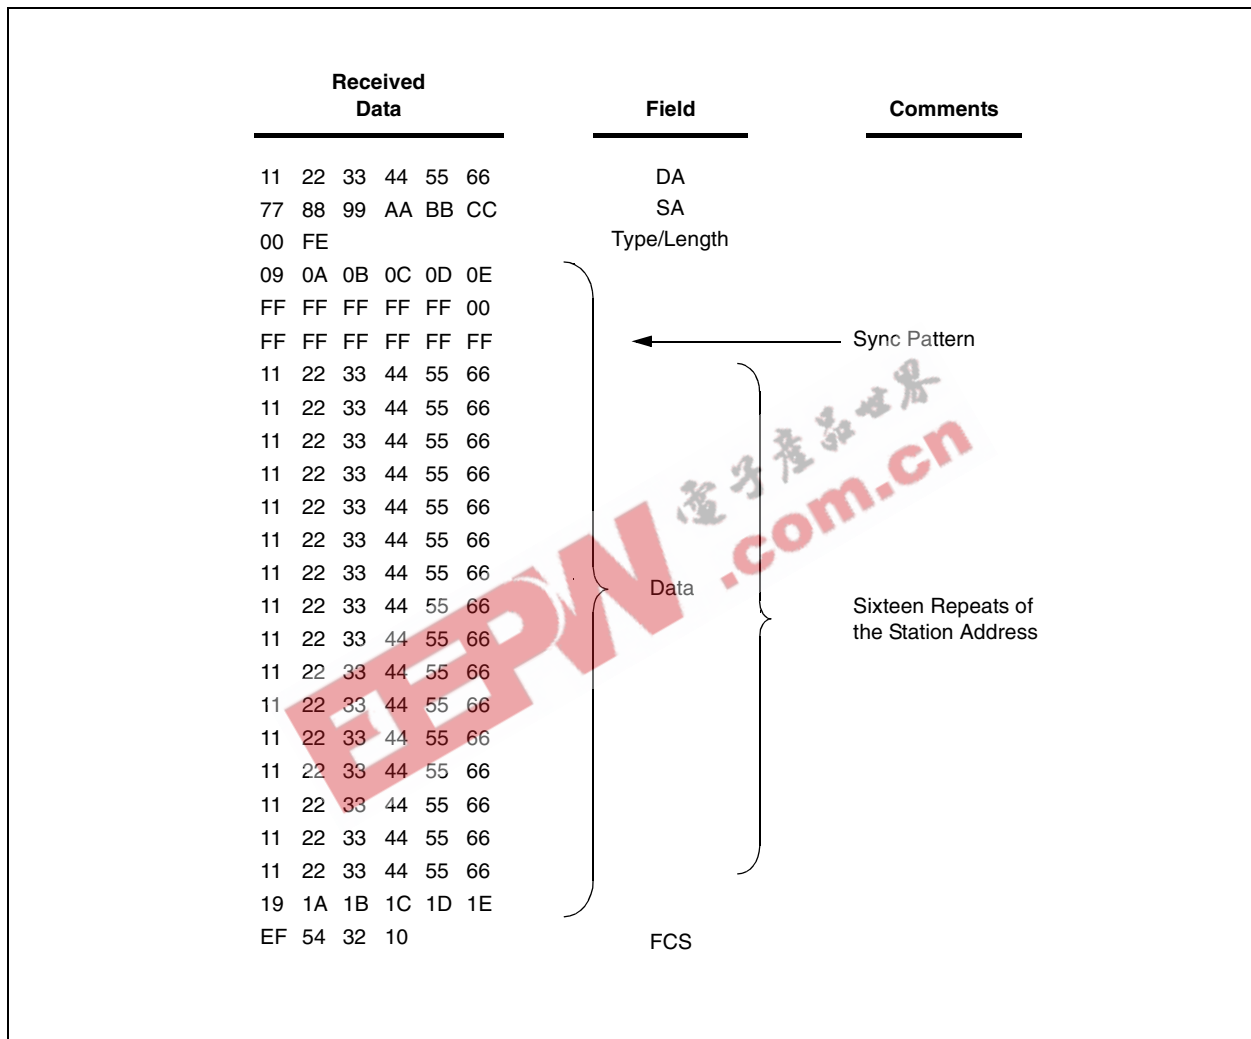 Received
Data Field Comments
11 22 33 44 55 66 DA
77 88 99 AA BB CC SA
00 FE Type/Length
09 0A 0B 0C 0D 0E
FF FF FF FF FF 00
FF FF FF FF FF FF Sync Pattern
11 22 33 44 55 66
11 22 33 44 55 66
11 22 33 44 55 66
11 22 33 44 55 66
11 22 33 44 55 66
11 22 33 44 55 66
11 22 33 44 55 66
Data
11 22 33 44 55 66
Sixteen Repeats of
the Station Address
11 22 33 44 55 66
11 22 33 44 55 66
11 22 33 44 55 66
11 22 33 44 55 66
11 22 33 44 55 66
11 22 33 44 55 66
11 22 33 44 55 66
11 22 33 44 55 66
19 1A 1B 1C 1D 1E
EF 54 32 10 FCS
EEPW.com.cn
電子產品世界